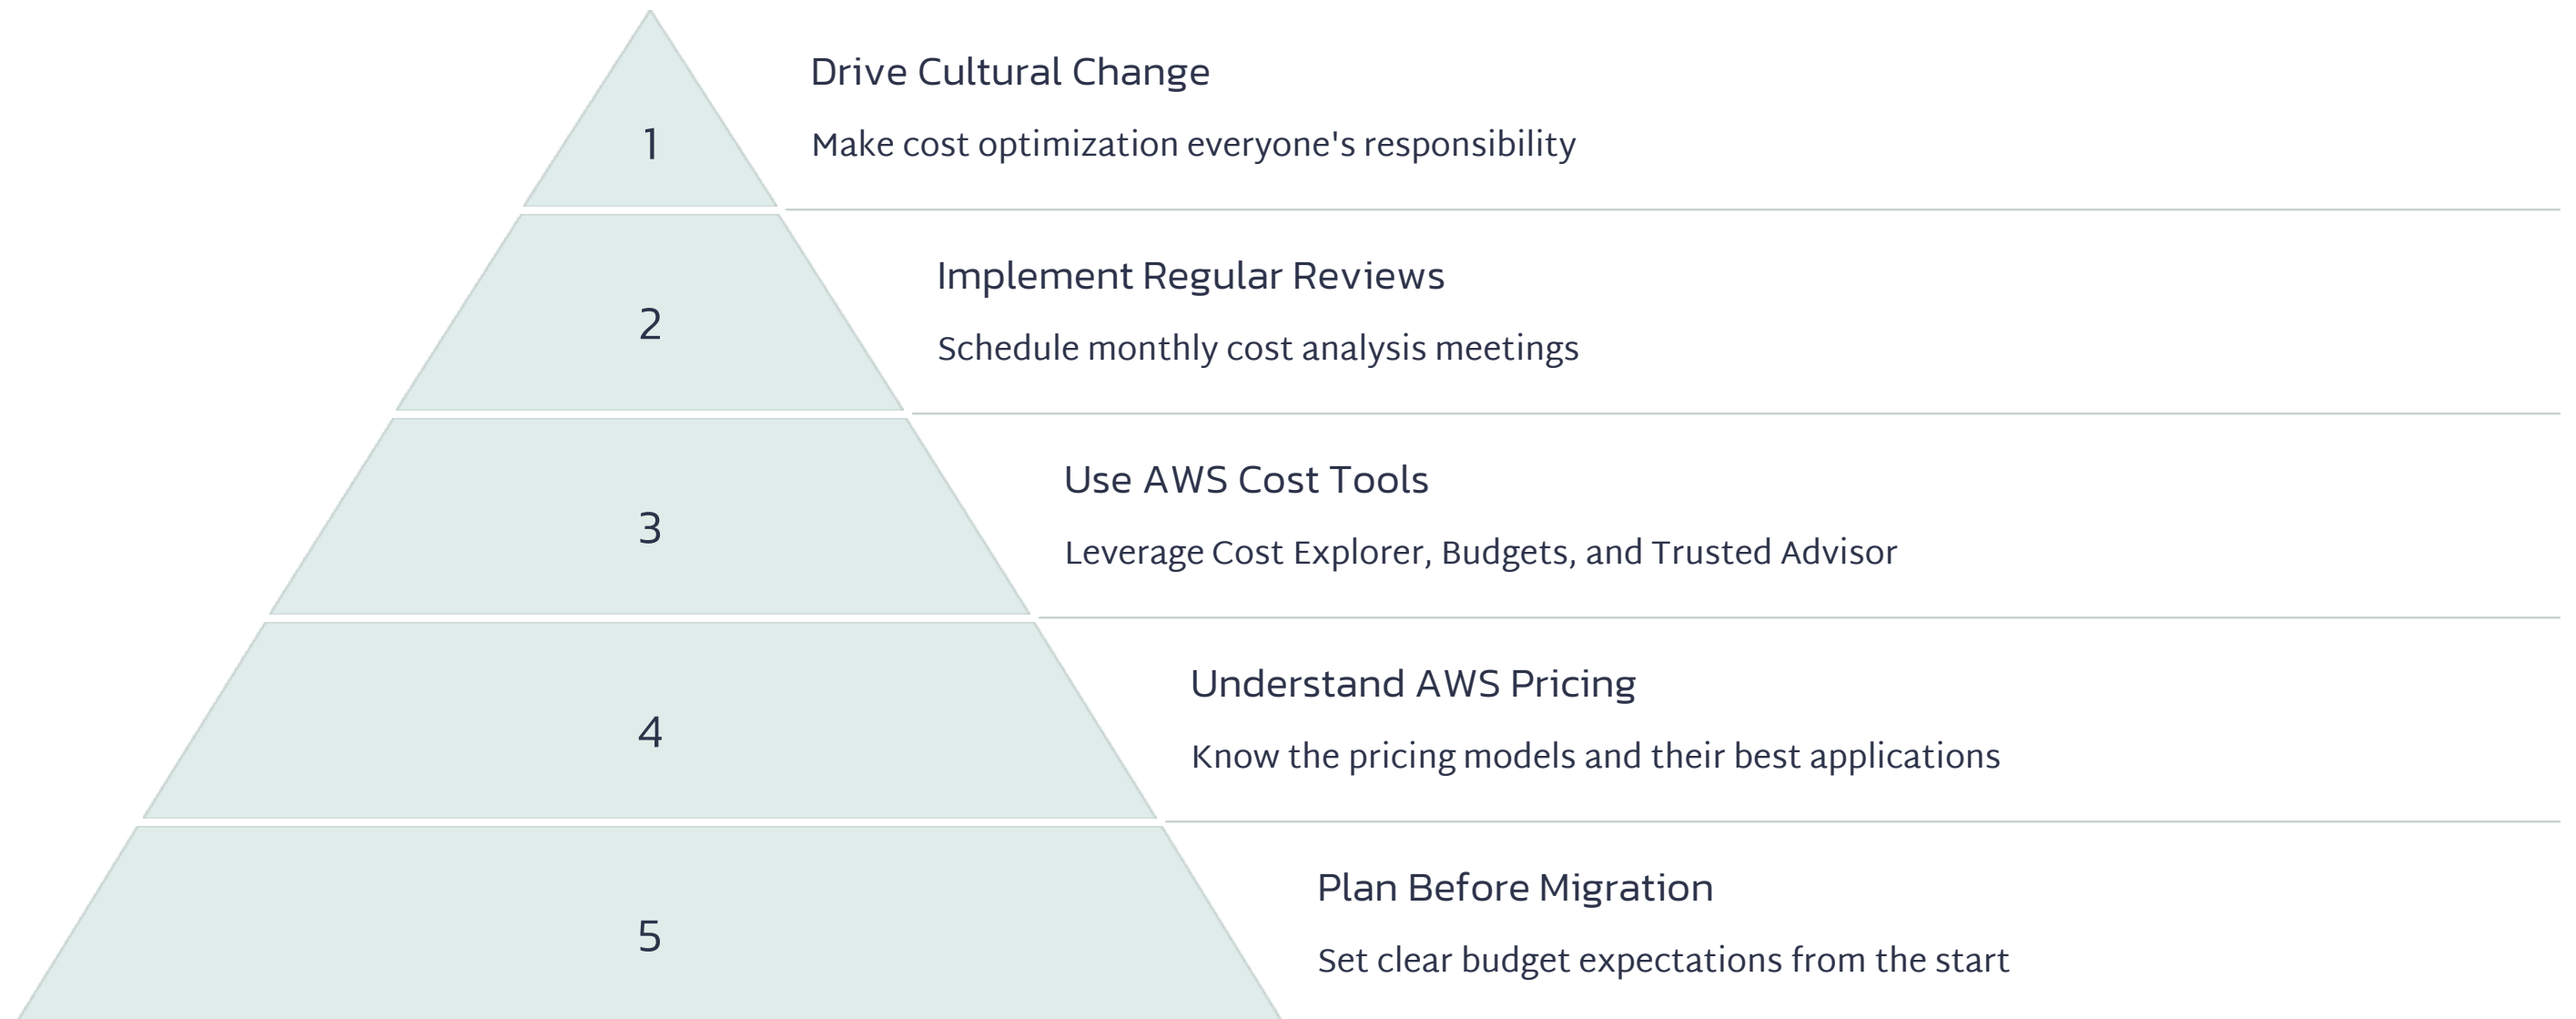 1
Drive Cultural Change
Make cost optimization everyone's responsibility
2
Implement Regular Reviews
Schedule monthly cost analysis meetings
3
Use AWS Cost Tools
Leverage Cost Explorer, Budgets, and Trusted Advisor
4
Understand AWS Pricing
Know the pricing models and their best applications
5
Plan Before Migration
Set clear budget expectations from the start